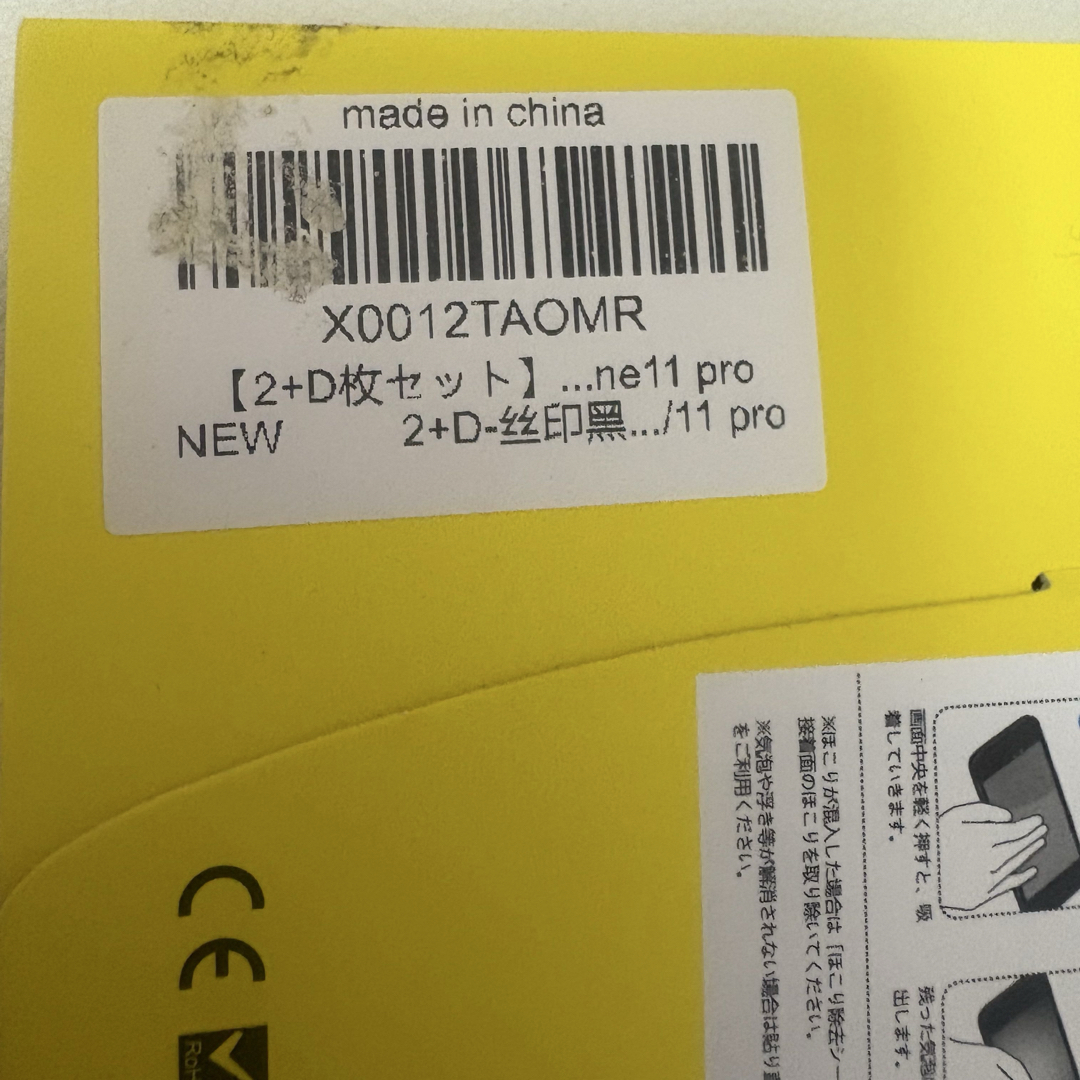 made in china
X0012TAOMR
【2+D枚セット】...ne11 pro
NEW 2+D-丝印黑.../11 pro
画面中央を軽く押すと、吸
着していきます。
※ほこりが混入した場合は「ほこり除去シー
接着面のほこりを取り除いてください。
※気泡や浮き等が解消されない場合は貼り
をご利用ください。
残った気泡
出します。
CE
RoH